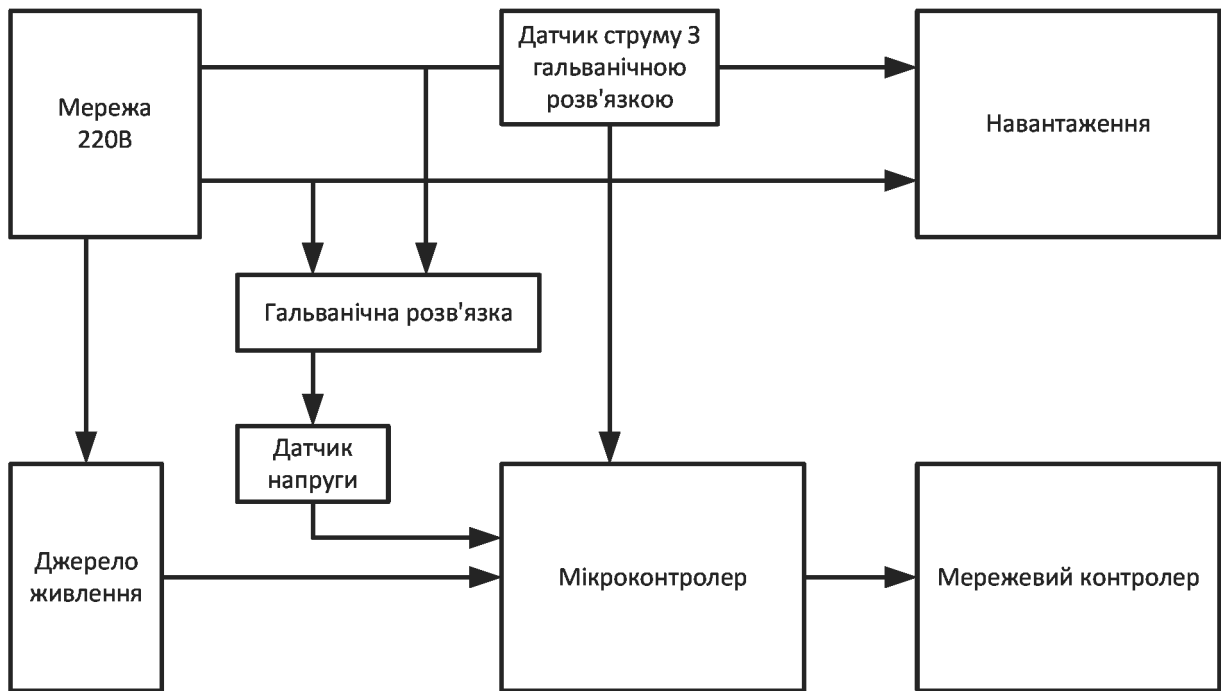 Мережа
220В
Датчик струму З
гальванічною
розв'язкою
Навантаження
Гальванічна розв'язка
Датчик
напруги
Джерело
живлення
Мікроконтролер
Мережевий контролер